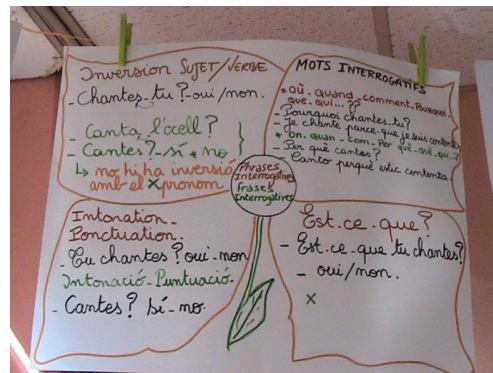 Inversion SUJET/VERBE
- Chantes-tu? - oui/non.
- Canta l'ocell?
- Cantes? - sí - no
↳ no hi ha inversió
amb el pronom
MOTS INTERROGATIFS
* où - quand - comment - Pourquoi
que - qui...??
- Pourquoi chantes-tu?
- Je chante parce que je suis contente
* on - quan - com - Per què - què - qui...?
- Per què cantes?
Canto perquè estic contenta.
Phrases
Interrogatives
Frases
Interrogatives
Intonation -
Ponctuation.
Tu chantes? oui - non
Intonació - Puntuació -
- Cantes? Sí - no.
Est-ce-que?
- Est-ce-que tu chantes?
- oui/non.
x